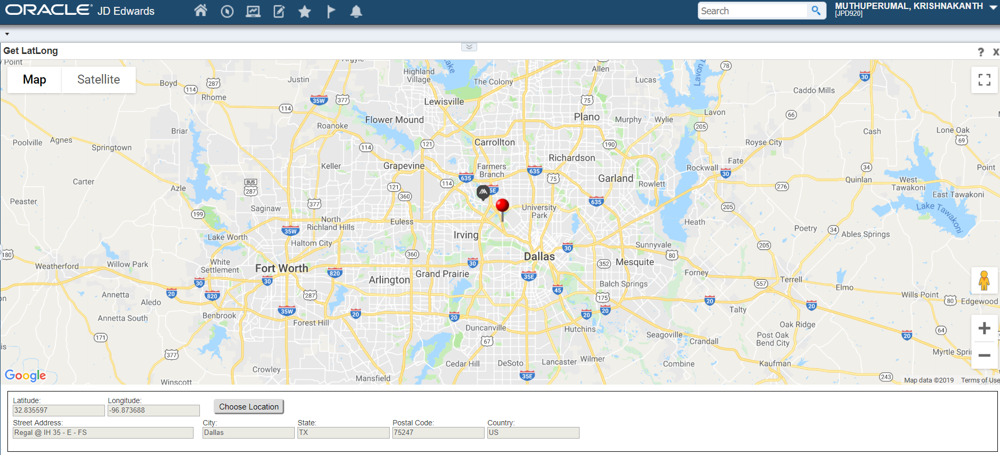 ORACLE JD Edwards
Search
MUTHUPERUMAL, KRISHNAKANTH
[JPD920]
Get LatLong
? X
Point
Argyle
Map
Satellite
Boyd
114
287
Rhome
Justin
35W
377
114
Highland
Village
Lake
The Colony
Allen
Lucas
Lavon L
78
30
Caddo Mills
Lewisville
75
Plano
Murphy
Wylie
Lavon
205
66
Cash
Lone Oak
69
Flower Mound
Roanoke
Briar
Poolville
Agnes
Springtown
114
121
Carrollton
190
Royse City
Richardson
Fate
Keller
Grapevine
Farmers
Branch
635
635
75
Garland
Rockwall
30
34
Quinlan
Point
Carter
Azle
BUS
287
121
114
360
35E
Rowlett
276
West
Tawakoni
East Tawakoni
Lake Tawakoni
Peaster
199
Saginaw
377
635
University
Park
205
Heath
North
Richland Hills
Euless
Poetry
34
Ables Springs
Lake Worth
35W
Irving
Haltom City
30
Sunnyvale
80
205
180
Weatherford
Willow Park
White
Settlement
Fort Worth
360
30
Dallas
352
Mesquite
820
Arlington
Grand Prairie
35E
Forney
Terrell
557
Elmo
30
30
20
820
287
45
Balch Springs
175
Wills Point
80
Edgewood
Annetta
Aledo
20
Talty
20
Annetta South
Benbrook
35W
20
20
20
20
Forest Hill
Duncanville
Hutchins
Oak Ridge
171
67
Seagoville
Crandall
Post Oak
Bend City
20
64
377
Cedar Hill
DeSoto
Lancaster
Wilmer
Combine
Kaufman
Myrtle Sprin
Crowley
Mansfield
35E
243
Google
Winscott
Map data ©2019
Terms of Use
Latitude:
Longitude:
32.835597
-96.873688
Choose Location
Street Address:
City:
State:
Postal Code:
Country:
Regal @ IH 35 - E - FS
Dallas
TX
75247
US